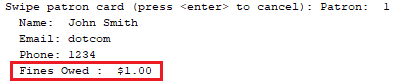 Swipe patron card (press <enter> to cancel): Patron:  1
  Name:  John Smith
  Email: dotcom
  Phone: 1234
  Fines Owed :  $1.00